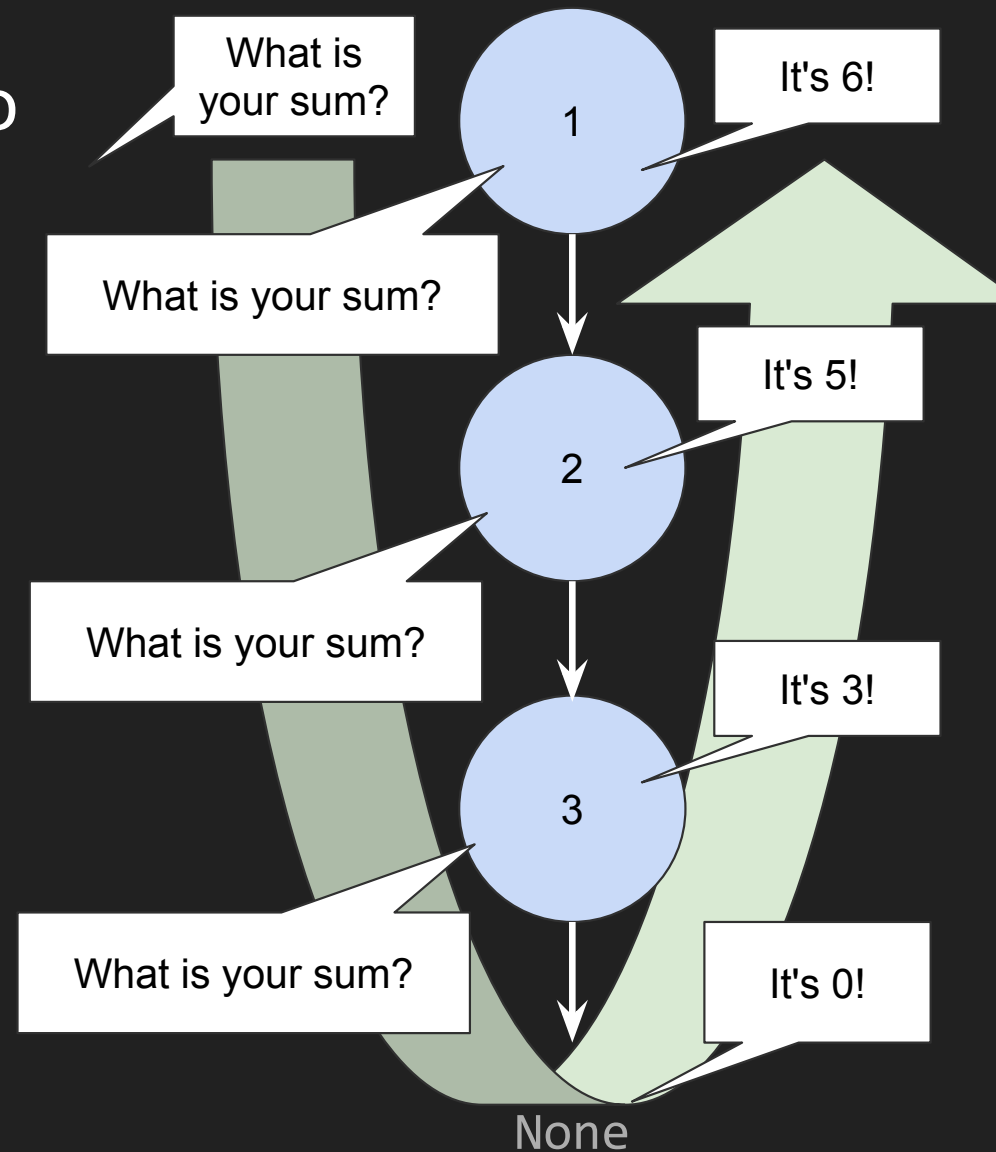 What is
your sum?
o
1
It's 6!
What is your sum?
It's 5!
2
What is your sum?
It's 3!
3
What is your sum?
It's 0!
None